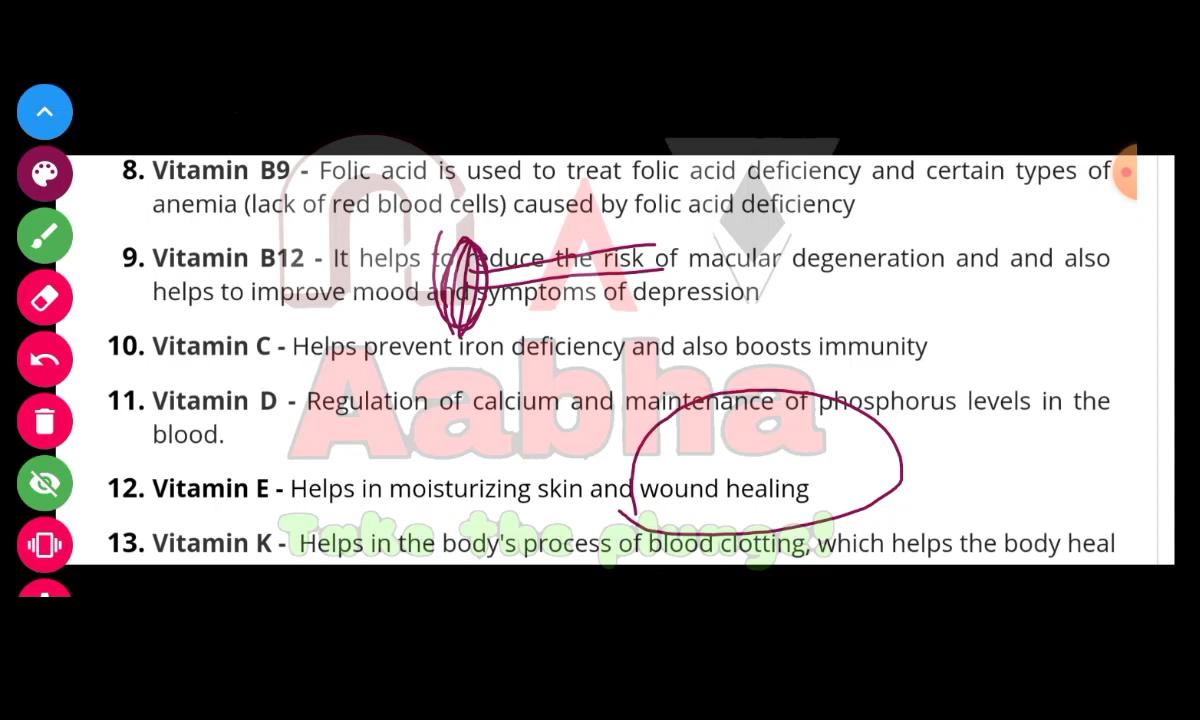 8. Vitamin B9 - Folic acid is used to treat folic acid deficiency and certain types of
anemia (lack of red blood cells) caused by folic acid deficiency
9. Vitamin B12 - It helps to reduce the risk of macular degeneration and and also
helps to improve mood and symptoms of depression
10. Vitamin C - Helps prevent iron deficiency and also boosts immunity
Aabha
11. Vitamin D - Regulation of calcium and maintenance of phosphorus levels in the
blood.
12. Vitamin E - Helps in moisturizing skin and wound healing
Take the plunge!
13. Vitamin K - Helps in the body's process of blood clotting, which helps the body heal